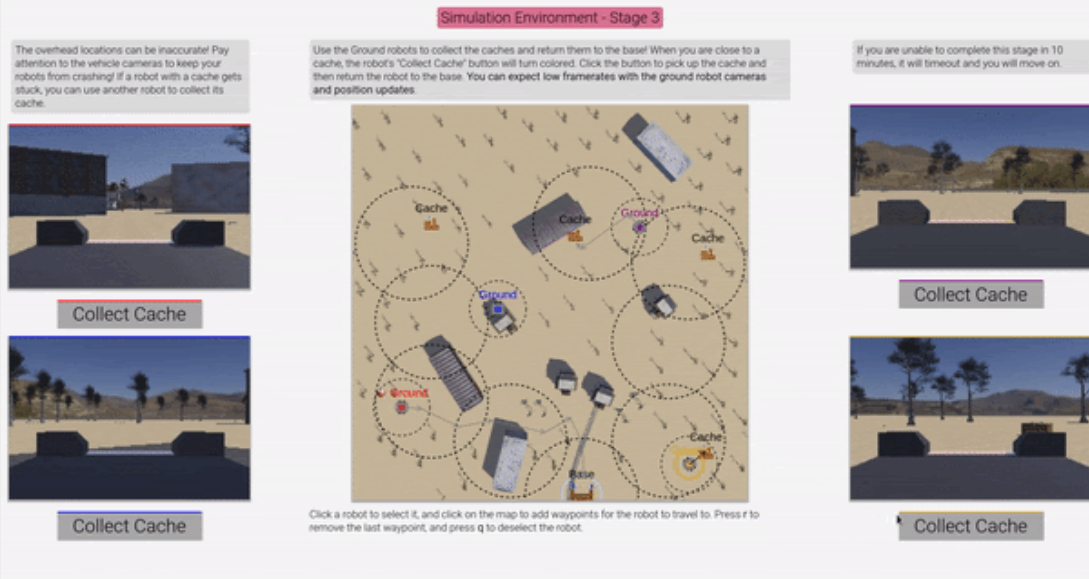 Simulation Environment - Stage 3
The overhead locations can be inaccurate! Pay
attention to the vehicle cameras to keep your
robots from crashing! If a robot with a cache gets
stuck, you can use another robot to collect its
cache.
Use the Ground robots to collect the caches and return them to the base! When you are close to a
cache, the robot's "Collect Cache" button will turn colored. Click the button to pick up the cache and
then return the robot to the base. You can expect low framerates with the ground robot cameras
and position updates.
If you are unable to complete this stage in 10
minutes, it will timeout and you will move on.
Cache
Cache
Ground
Cache
Ground
Ground
Cache
Base
Collect Cache
Collect Cache
Collect Cache
Collect Cache
Click a robot to select it, and click on the map to add waypoints for the robot to travel to. Press r to
remove the last waypoint, and press q to deselect the robot.